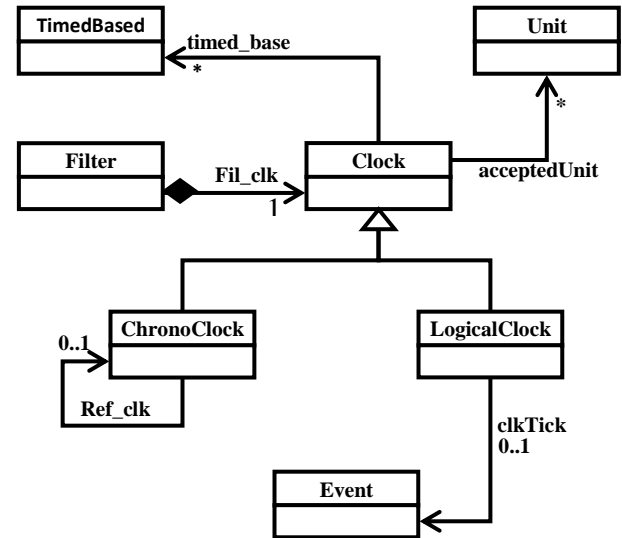 TimedBased
Unit
timed_base
*
*
Filter
Fil_clk
Clock
acceptedUnit
1
ChronoClock
LogicalClock
0..1
Ref_clk
clkTick
0..1
Event